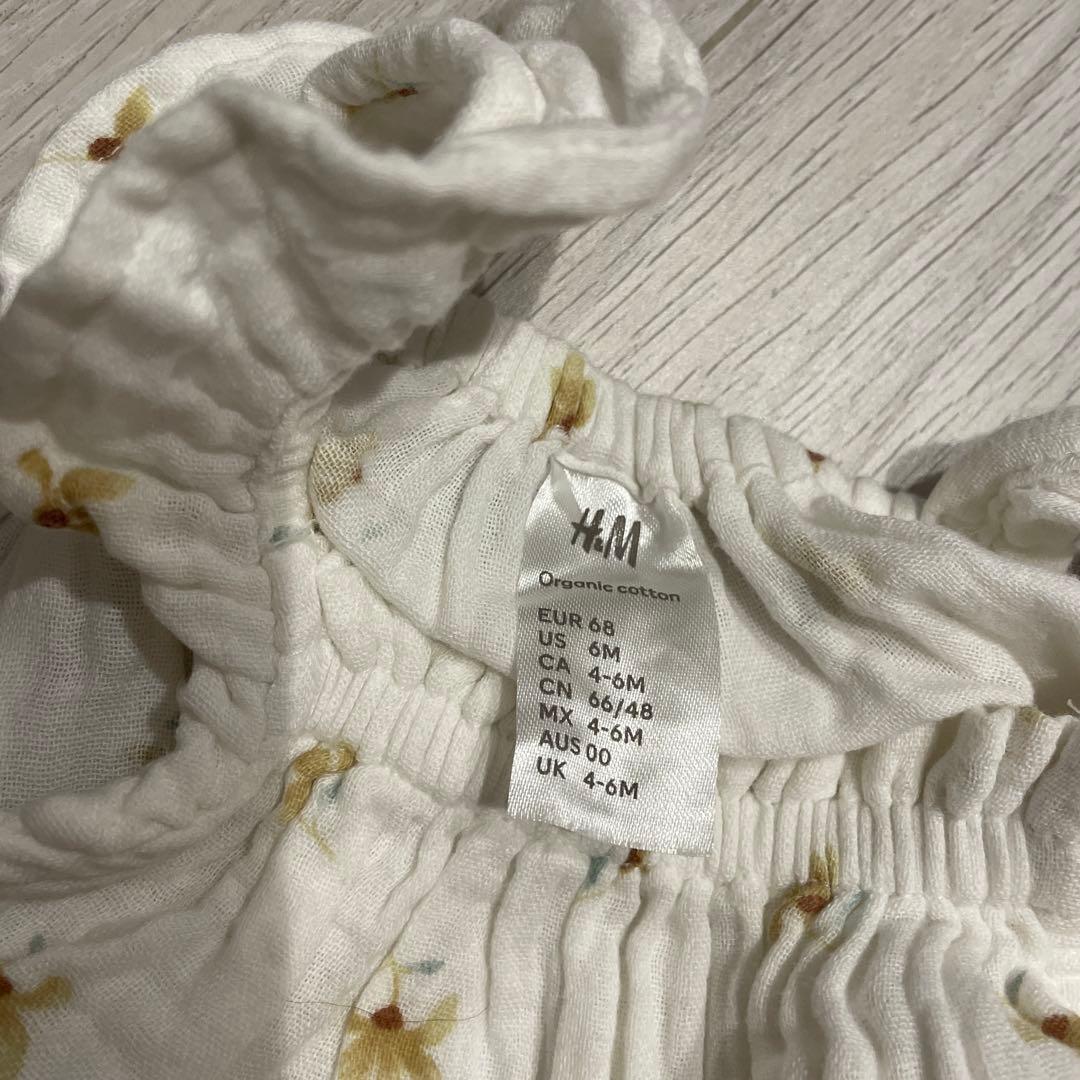 H&M
Organic cotton
EUR 68
US 6M
CA 4-6M
CN 66/48
MX 4-6M
AUS 00
UK 4-6M